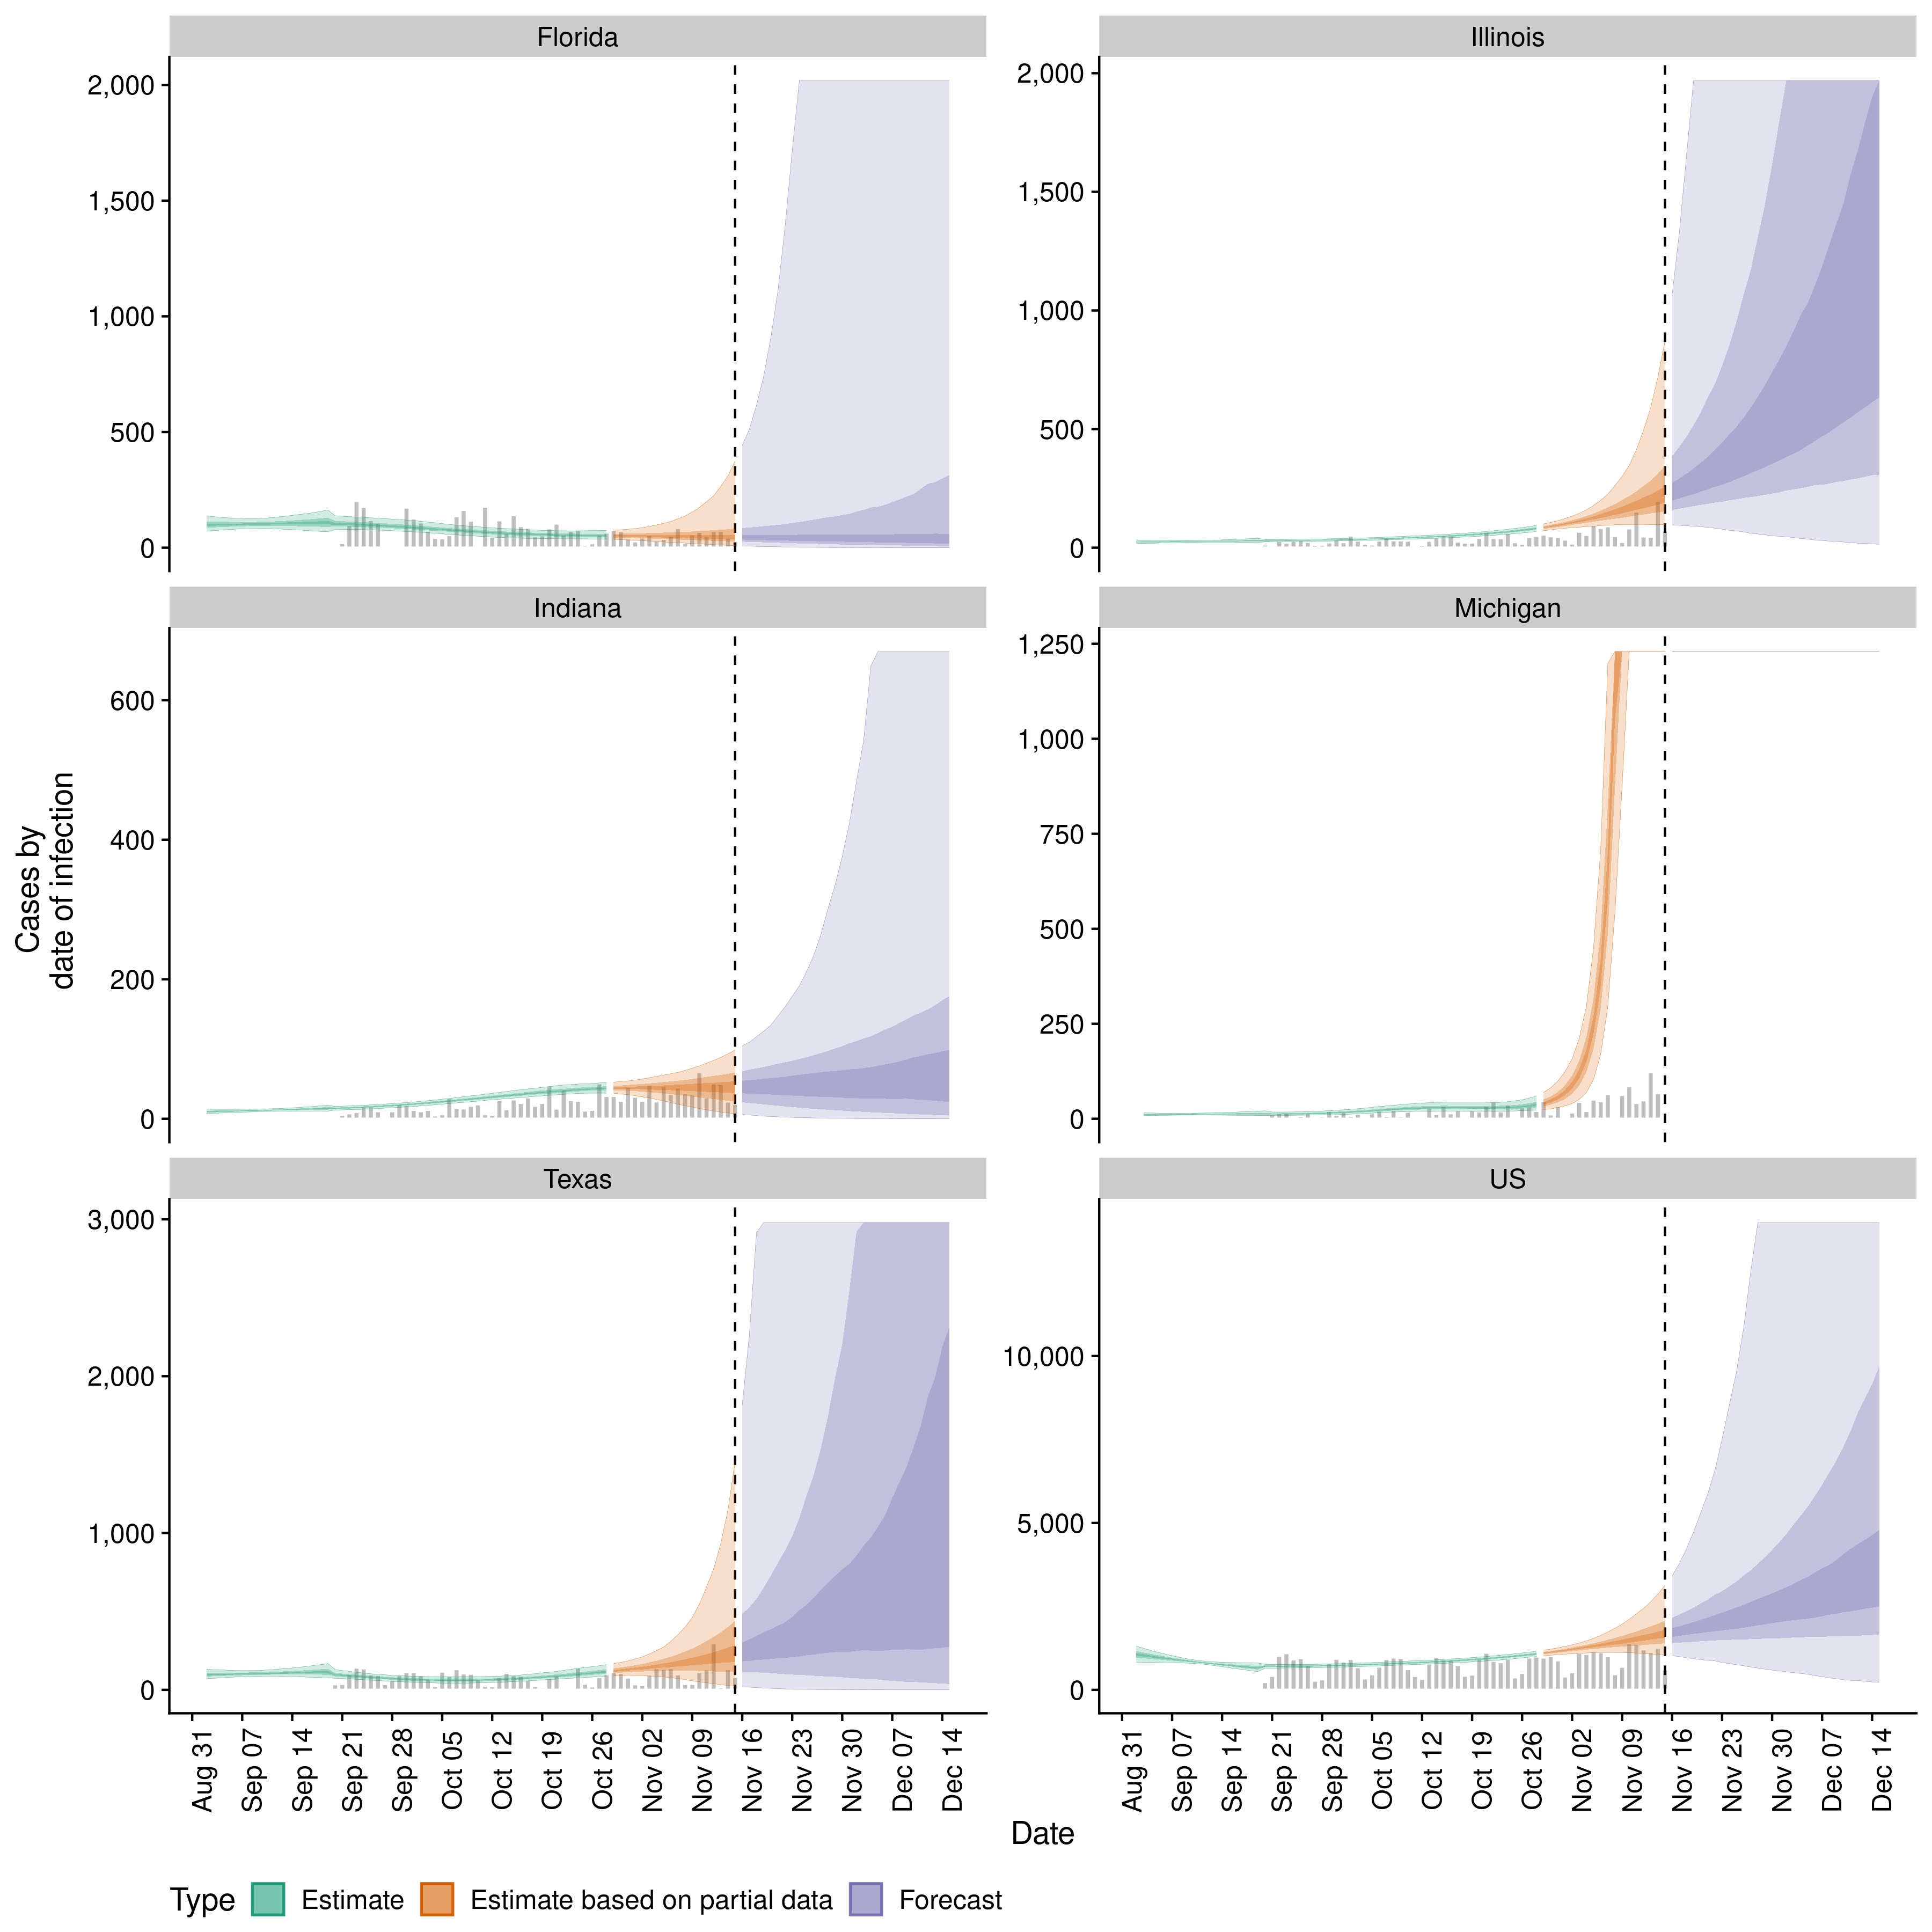 Florida
Illinois
2,000
1,500
1,000
500
0
2,000
1,500
1,000
500
0
Indiana
Michigan
600
400
200
0
1,250
1,000
750
500
250
0
Texas
US
3,000
2,000
1,000
0
10,000
5,000
0
Cases by
date of infection
Aug 31
Sep 07
Sep 14
Sep 21
Sep 28
Oct 05
Oct 12
Oct 19
Oct 26
Nov 02
Nov 09
Nov 16
Nov 23
Nov 30
Dec 07
Dec 14
Aug 31
Sep 07
Sep 14
Sep 21
Sep 28
Oct 05
Oct 12
Oct 19
Oct 26
Nov 02
Nov 09
Nov 16
Nov 23
Nov 30
Dec 07
Dec 14
Date
Type Estimate Estimate based on partial data Forecast